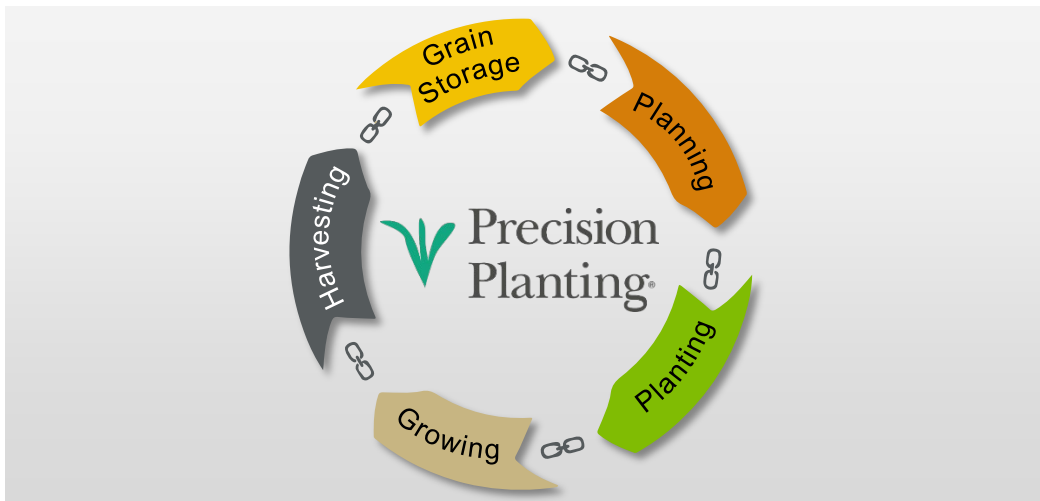 Grain
Storage
Planning
Precision
Planting®
Planting
Growing
Harvesting